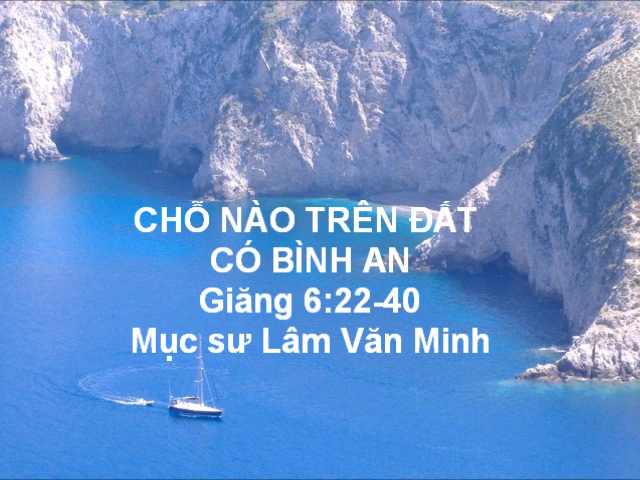 CHỖ NÀO TRÊN ĐẤT
CÓ BÌNH AN
Giăng 6:22-40
Mục sư Lâm Văn Minh